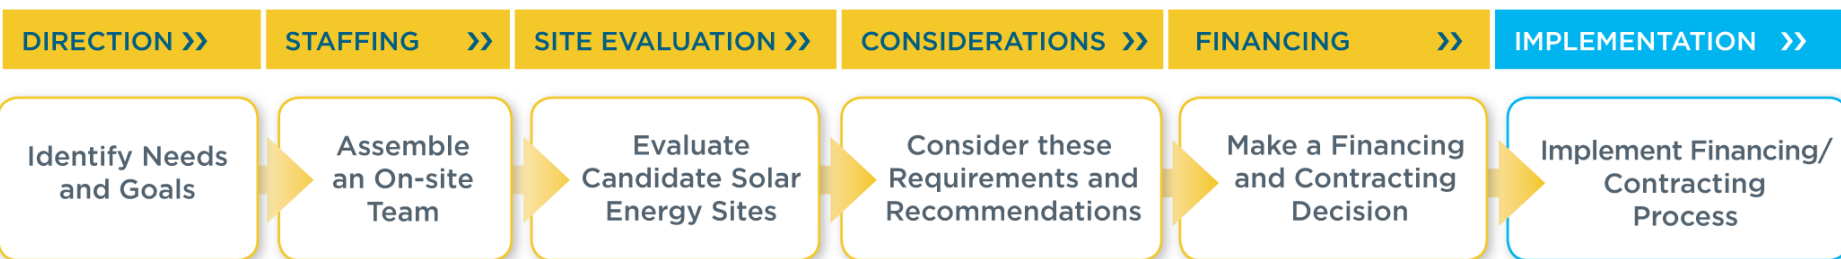 DIRECTION >>
STAFFING >>
SITE EVALUATION >>
CONSIDERATIONS >>
FINANCING >>
IMPLEMENTATION >>
Identify Needs
and Goals
Assemble
an On-site
Team
Evaluate
Candidate Solar
Energy Sites
Consider these
Requirements and
Recommendations
Make a Financing
and Contracting
Decision
Implement Financing/
Contracting
Process